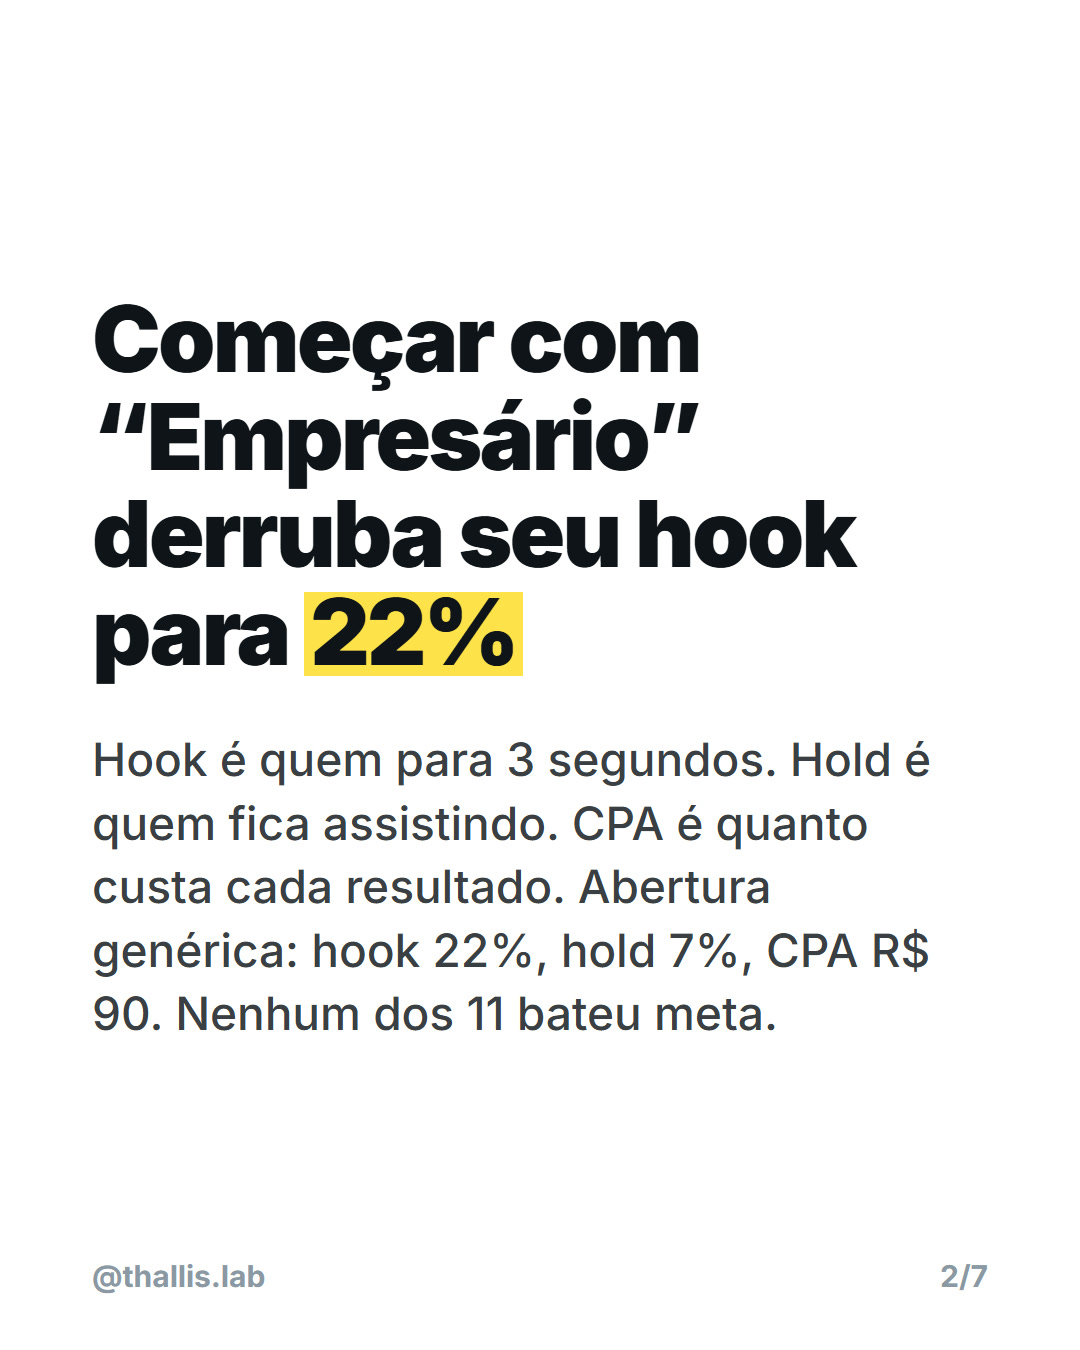 Começar com
“Empresário”
derruba seu hook
para 22%
Hook é quem para 3 segundos. Hold é
quem fica assistindo. CPA é quanto
custa cada resultado. Abertura
genérica: hook 22%, hold 7%, CPA R$
90. Nenhum dos 11 bateu meta.
@thallis.lab
2/7